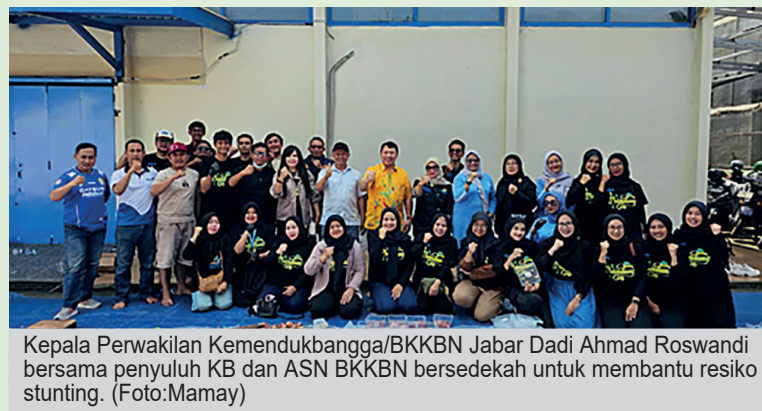 Kepala Perwakilan Kemendukbangga/BKKBN Jabar Dadi Ahmad Roswandi
bersama penyuluh KB dan ASN BKKBN bersedekah untuk membantu resiko
stunting. (Foto:Mamay)